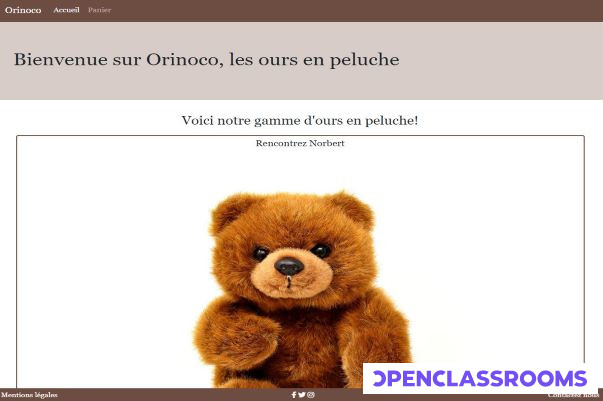 Orinoco Accueil Panier
Bienvenue sur Orinoco, les ours en peluche
Voici notre gamme d'ours en peluche!
Rencontrez Norbert
OPENCLASSROOMS
Mentions légales
Contactez nous